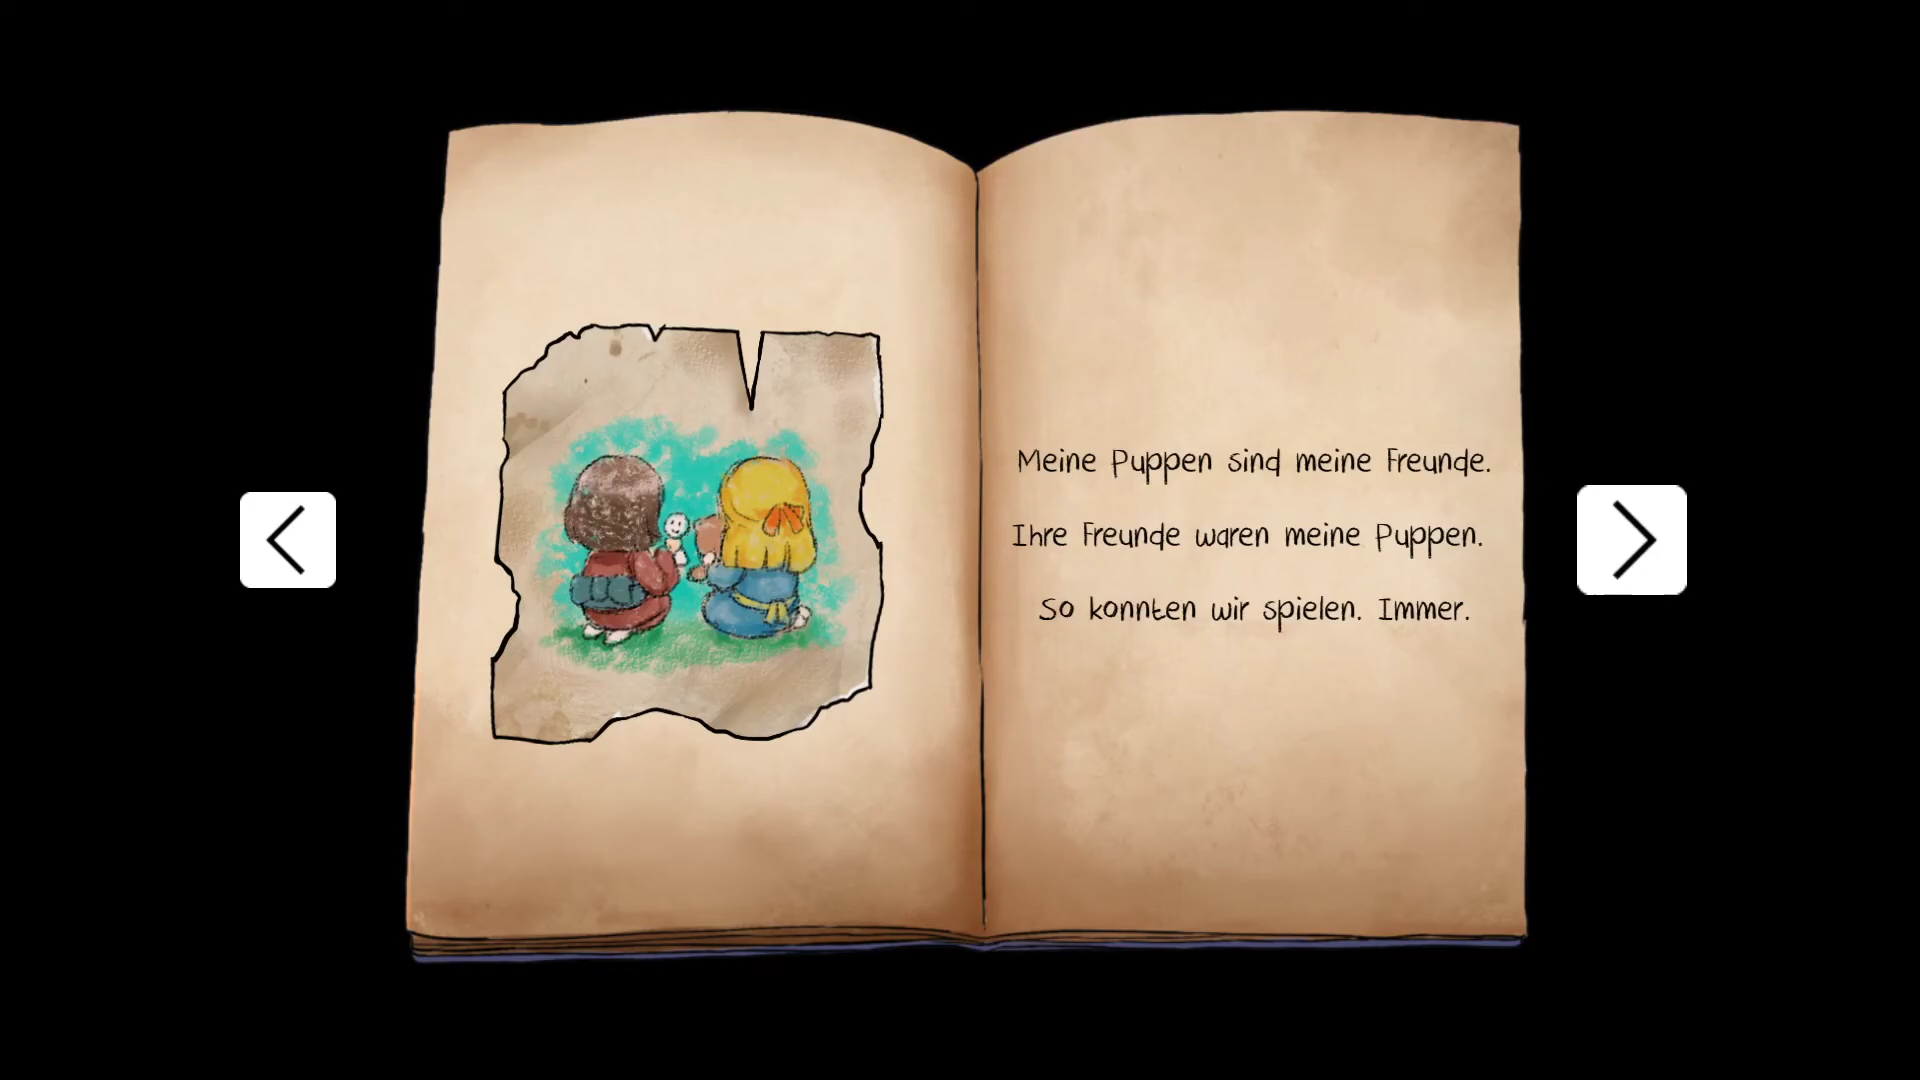 Meine Puppen sind meine Freunde.
Ihre Freunde waren meine Puppen.
So konnten wir spielen. Immer.